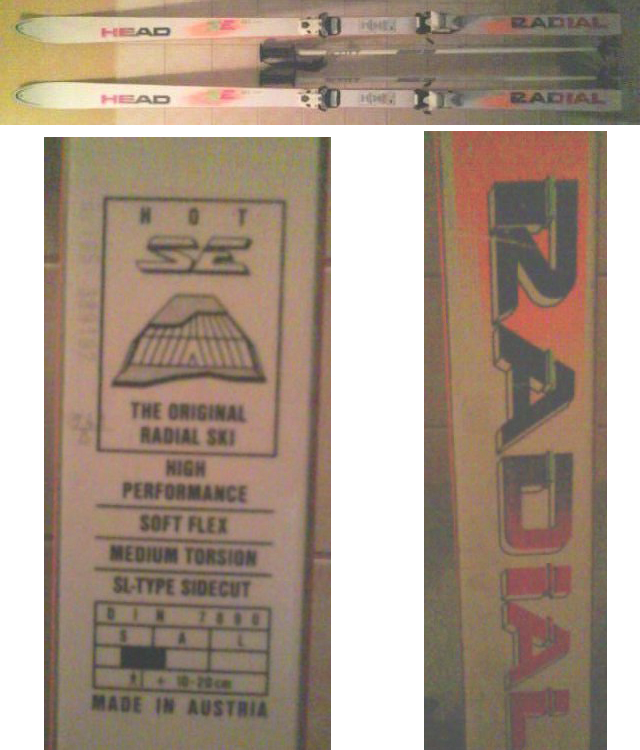 HEAD
RADIAL
HEAD
RADIAL
HOT
SE
THE ORIGINAL
RADIAL SKI
HIGH
PERFORMANCE
SOFT FLEX
MEDIUM TORSION
SL-TYPE SIDECUT
DIN 7880
S A L
+ 10-20cm
MADE IN AUSTRIA
RADIAL